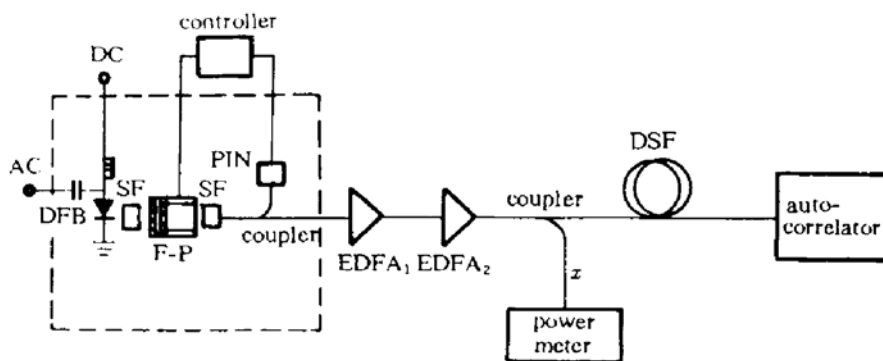 controller
DC
PIN
AC
SF
SF
DFB
F-P
coupler
EDFA₁
EDFA₂
coupler
x
power
meter
DSF
auto-
correlator